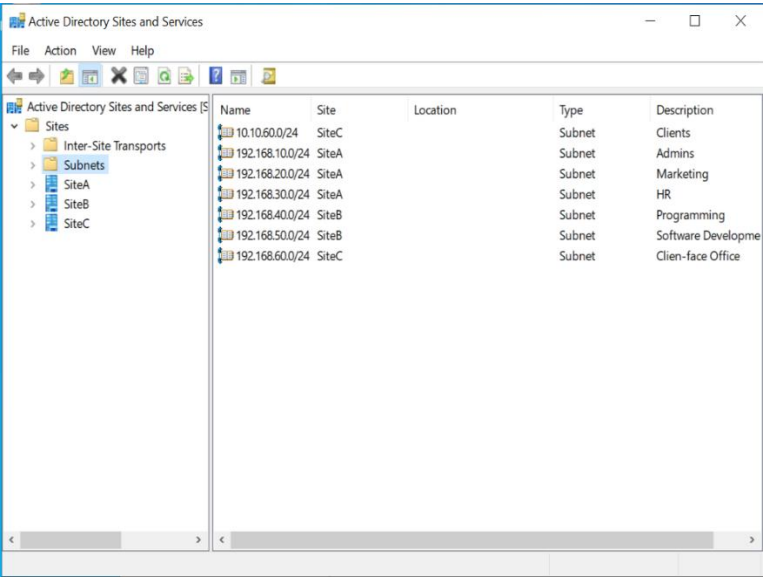 Active Directory Sites and Services
File Action View Help
Active Directory Sites and Services [S
Sites
Inter-Site Transports
Subnets
SiteA
SiteB
SiteC
Name Site Location Type Description
10.10.60.0/24 SiteC Subnet Clients
192.168.10.0/24 SiteA Subnet Admins
192.168.20.0/24 SiteA Subnet Marketing
192.168.30.0/24 SiteA Subnet HR
192.168.40.0/24 SiteB Subnet Programming
192.168.50.0/24 SiteB Subnet Software Developme
192.168.60.0/24 SiteC Subnet Clien-face Office